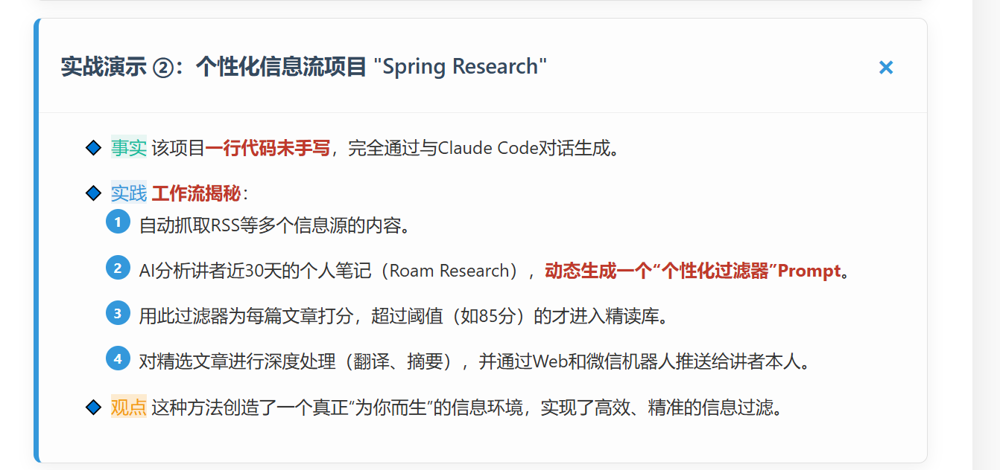 实战演示 ②：个性化信息流项目 "Spring Research"
事实 该项目一行代码未手写，完全通过与Claude Code对话生成。
实践 工作流揭秘：
1 自动抓取RSS等多个信息源的内容。
2 AI分析讲者近30天的个人笔记（Roam Research），动态生成一个“个性化过滤器”Prompt。
3 用此过滤器为每篇文章打分，超过阈值（如85分）的才进入精读库。
4 对精选文章进行深度处理（翻译、摘要），并通过Web和微信机器人推送给讲者本人。
观点 这种方法创造了一个真正“为你而生”的信息环境，实现了高效、精准的信息过滤。